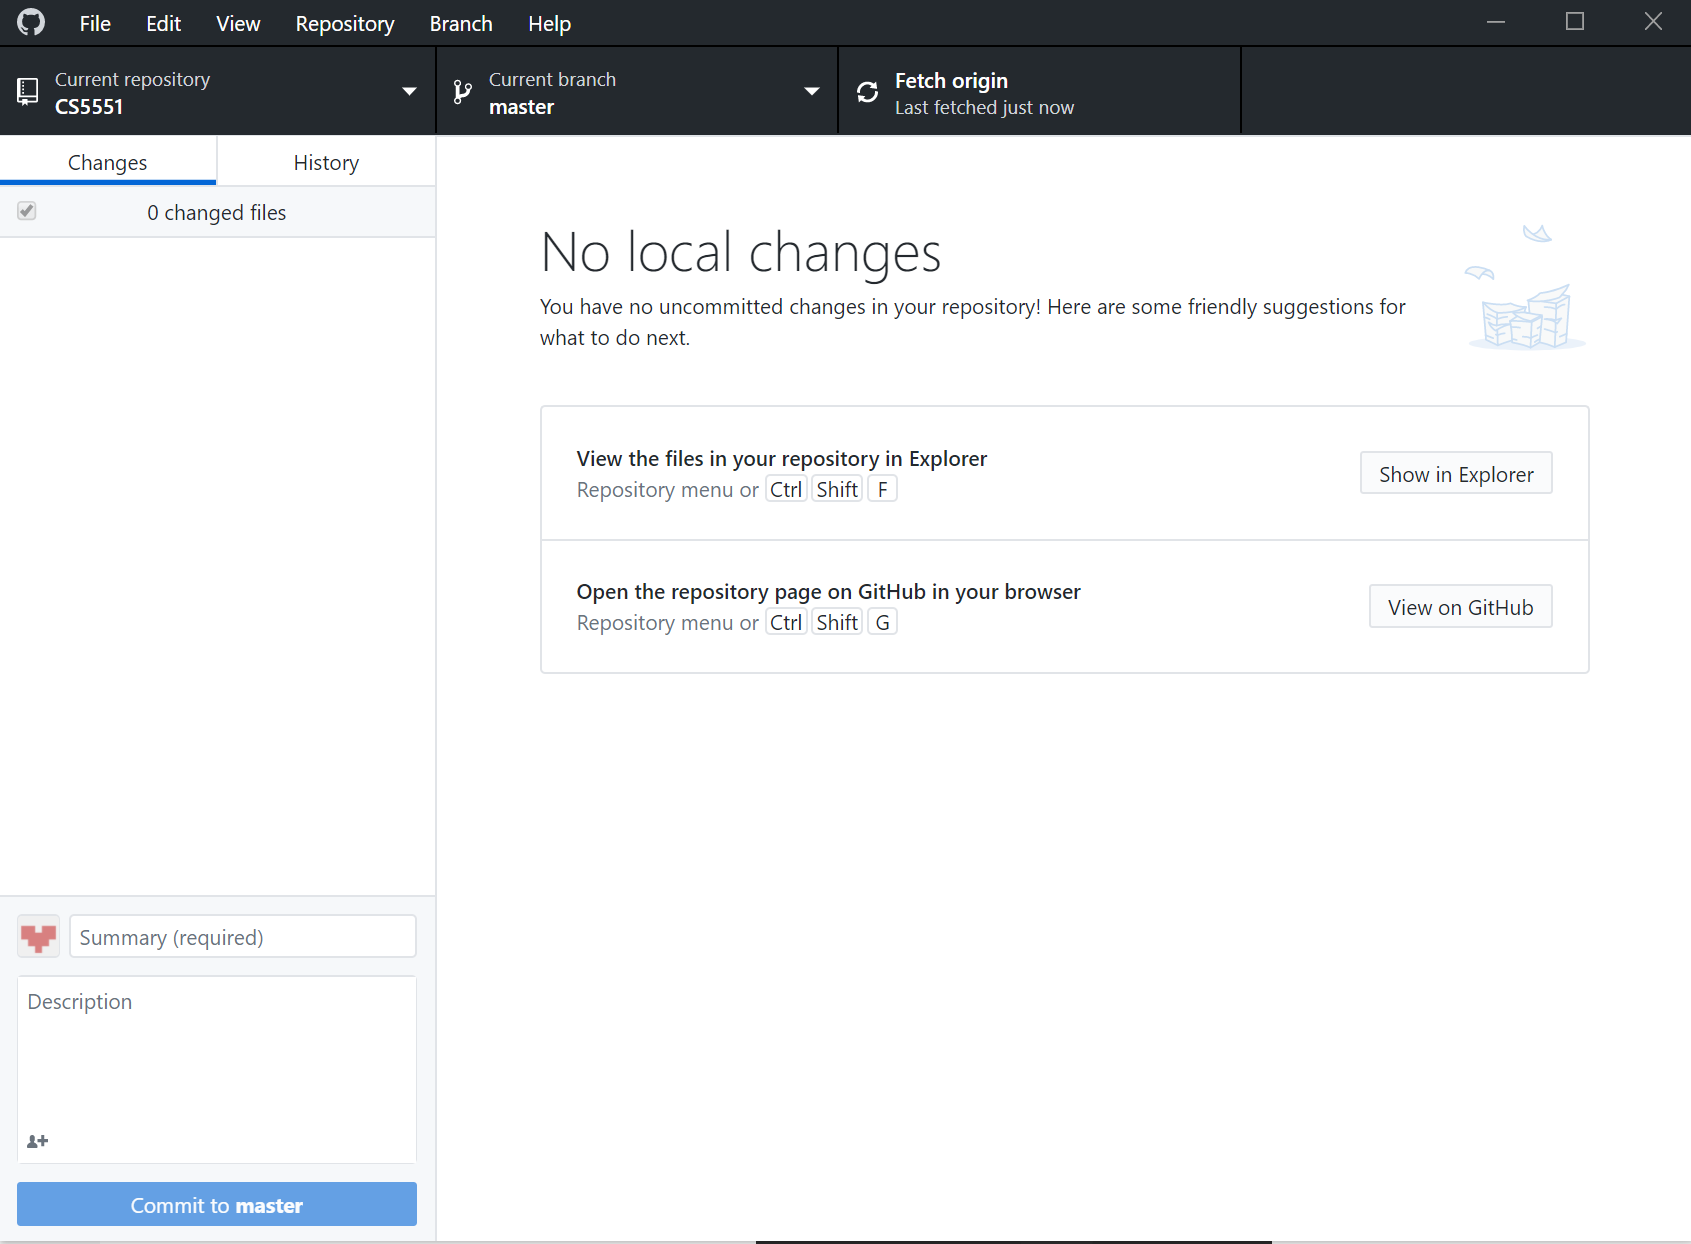 File Edit View Repository Branch Help
Current repository
CS5551
Current branch
master
Fetch origin
Last fetched just now
Changes
History
0 changed files
No local changes
You have no uncommitted changes in your repository! Here are some friendly suggestions for
what to do next.
View the files in your repository in Explorer
Repository menu or Ctrl Shift F
Show in Explorer
Open the repository page on GitHub in your browser
Repository menu or Ctrl Shift G
View on GitHub
Summary (required)
Description
Commit to master